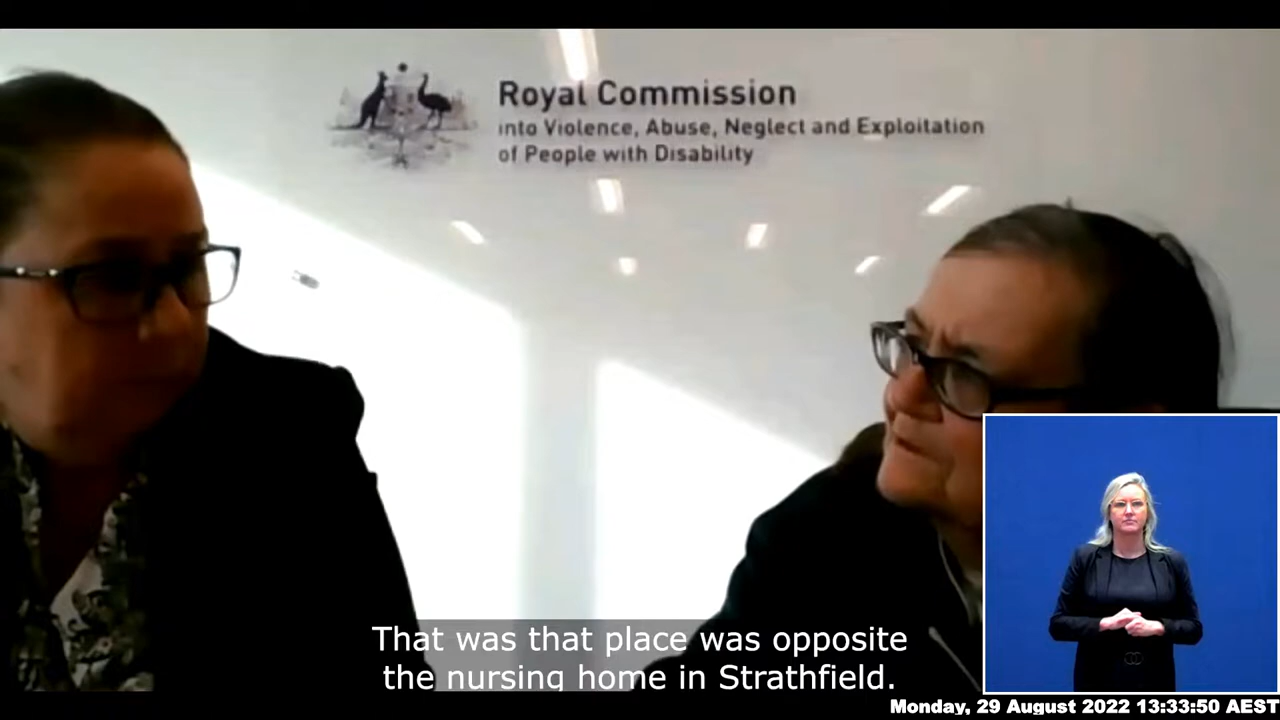 Royal Commission
into Violence, Abuse, Neglect and Exploitation
of People with Disability
That was that place was opposite
the nursing home in Strathfield.
Monday, 29 August 2022 13:33:50 AEST